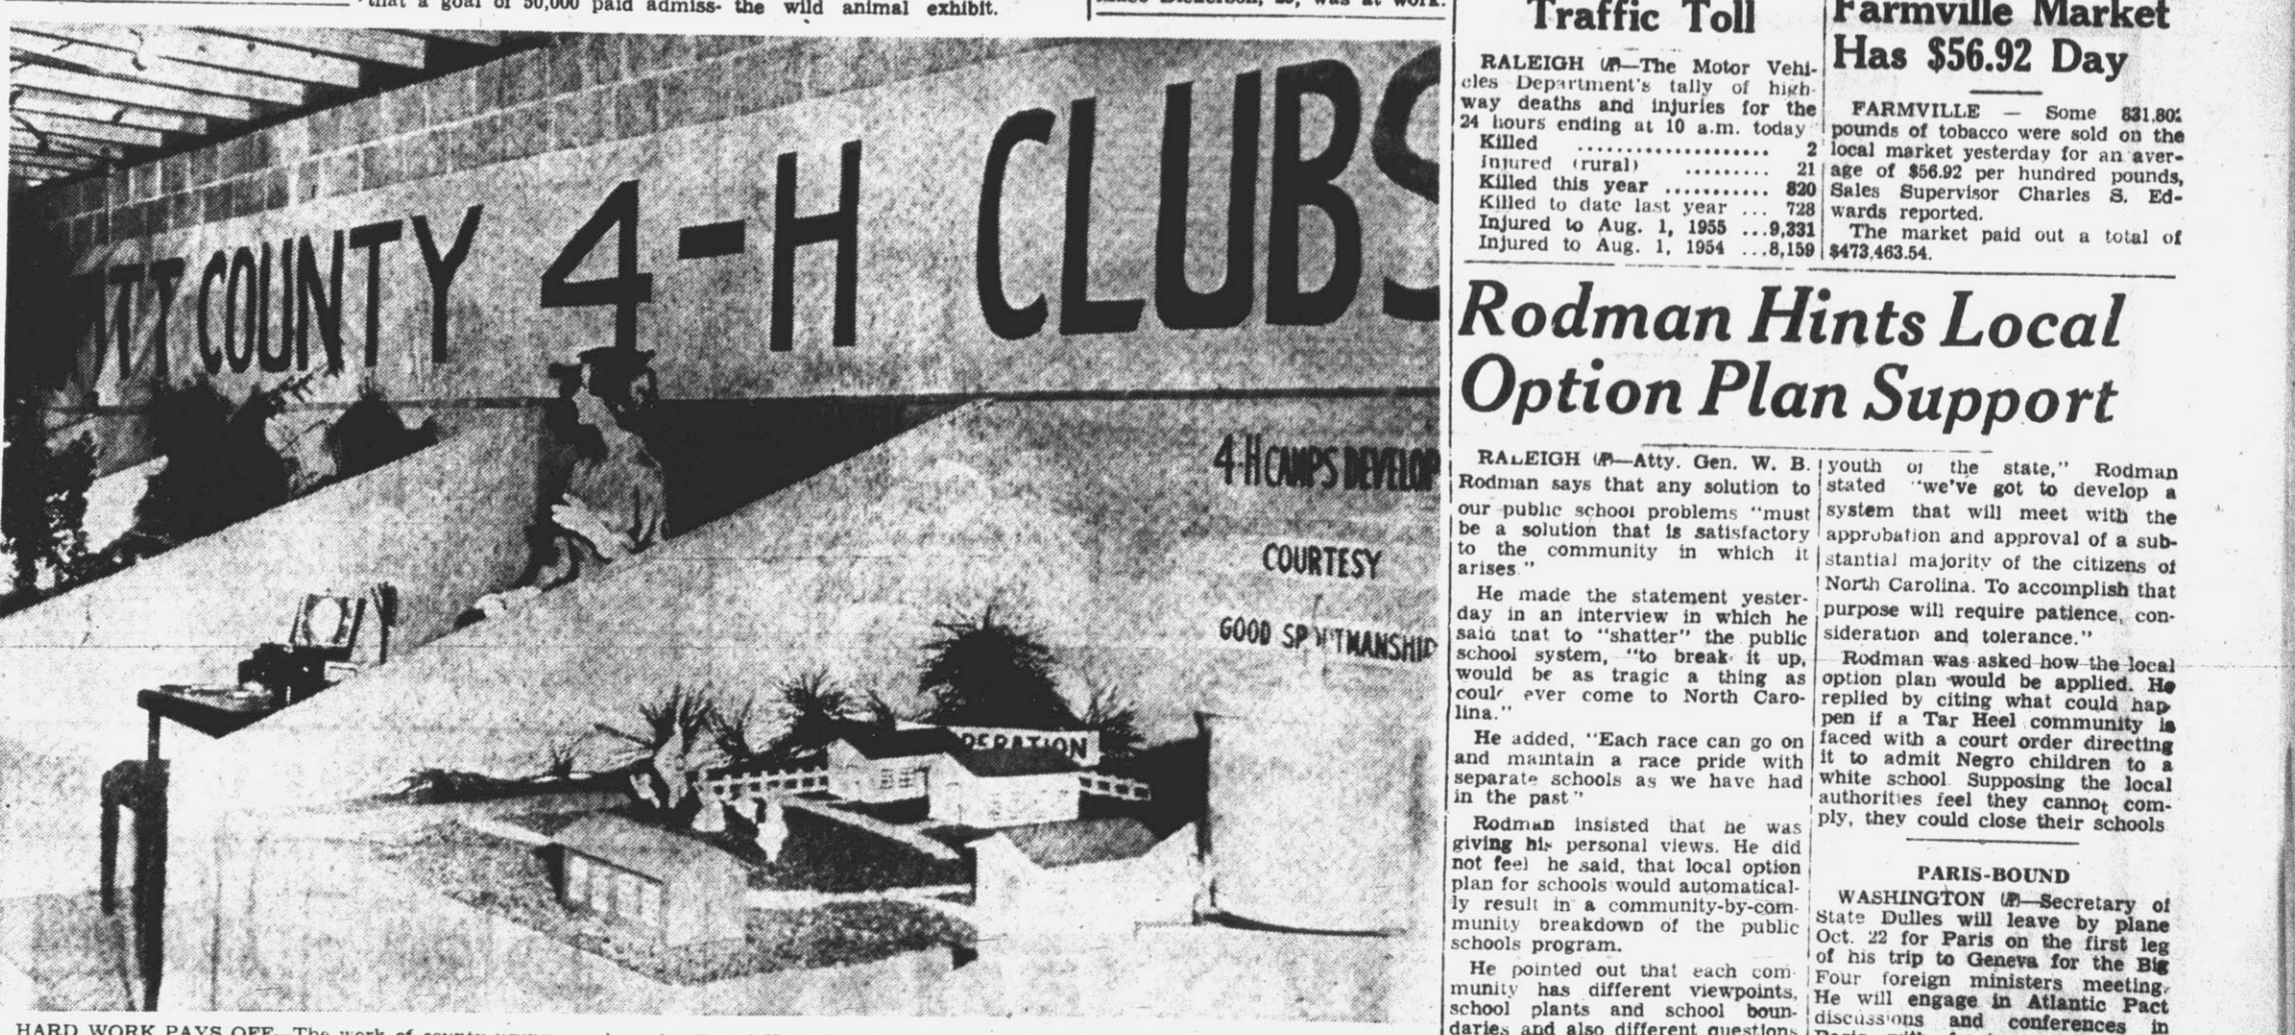 that a goal of 50,000 paid admiss-
the wild animal exhibit.
was at work.
COUNTY 4-H CLUBS
4-H CAMPS DEVELOP
COURTESY
GOOD
HARD WORK PAYS OFF—The work of county
Traffic Toll
RALEIGH (AP)—The Motor Vehi-
cles Department's tally of high-
way deaths and injuries for the
24 hours ending at 10 a.m. today
Killed ................... 2
Injured (rural) ......... 21
Killed this year ........... 820
Killed to date last year ... 728
Injured to Aug. 1, 1955 ...9,331
Injured to Aug. 1, 1954 ...8,159
Farmville Market
Has $56.92 Day
FARMVILLE — Some 831,802
pounds of tobacco were sold on the
local market yesterday for an aver-
age of $56.92 per hundred pounds,
Sales Supervisor Charles S. Ed-
wards reported.
The market paid out a total of
$473,463.54.
Rodman Hints Local
Option Plan Support
RALEIGH (AP)—Atty. Gen. W. B.
Rodman says that any solution to
our public school problems "must
be a solution that is satisfactory
to the community in which it
arises."
He made the statement yester-
day in an interview in which he
said that to "shatter" the public
school system, "to break it up,
would be as tragic a thing as
could ever come to North Caro-
lina."
He added, "Each race can go on
and maintain a race pride with
separate schools as we have had
in the past"
Rodman insisted that he was
giving his personal views. He did
not feel he said, that local option
plan for schools would automatical-
ly result in a community-by-com-
munity breakdown of the public
schools program.
He pointed out that each com-
munity has different viewpoints,
school plants and school boun-
daries and also different questions
youth of the state," Rodman
stated "we've got to develop a
system that will meet with the
approbation and approval of a sub-
stantial majority of the citizens of
North Carolina. To accomplish that
purpose will require patience, con-
sideration and tolerance."
Rodman was asked how the local
option plan would be applied. He
replied by citing what could hap-
pen if a Tar Heel community is
faced with a court order directing
it to admit Negro children to a
white school. Supposing the local
authorities feel they cannot com-
ply, they could close their schools
PARIS-BOUND
WASHINGTON (AP)—Secretary of
State Dulles will leave by plane
Oct. 22 for Paris on the first leg
of his trip to Geneva for the Big
Four foreign ministers meeting.
He will engage in Atlantic Pact
discussions and conferences in